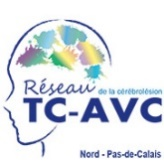 Réseau de la cérébrolésion
TC-AVC
Nord - Pas-de-Calais